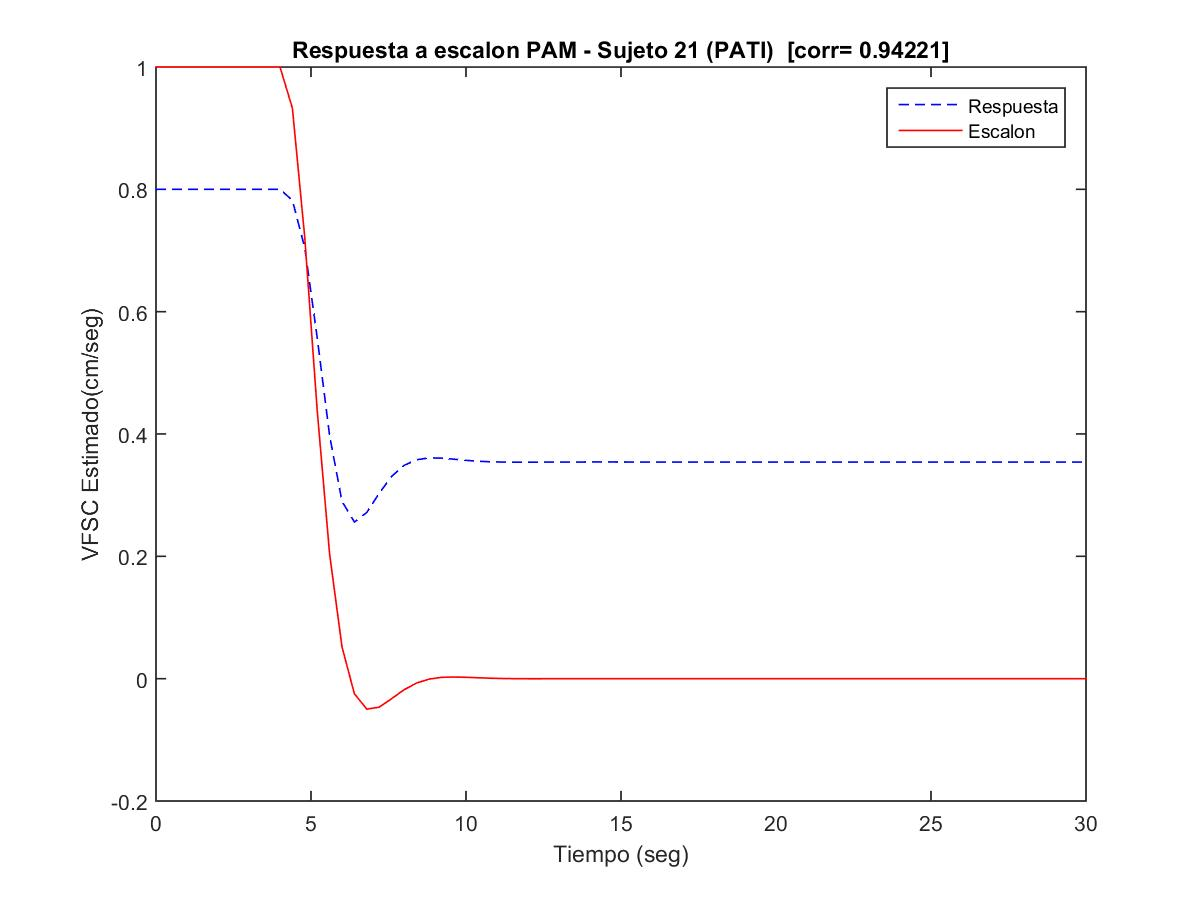 Respuesta a escalon PAM - Sujeto 21 (PATI) [corr= 0.94221]
Respuesta
Escalon
VFSC Estimado(cm/seg)
1
0.8
0.6
0.4
0.2
0
-0.2
0 5 10 15 20 25 30
Tiempo (seg)